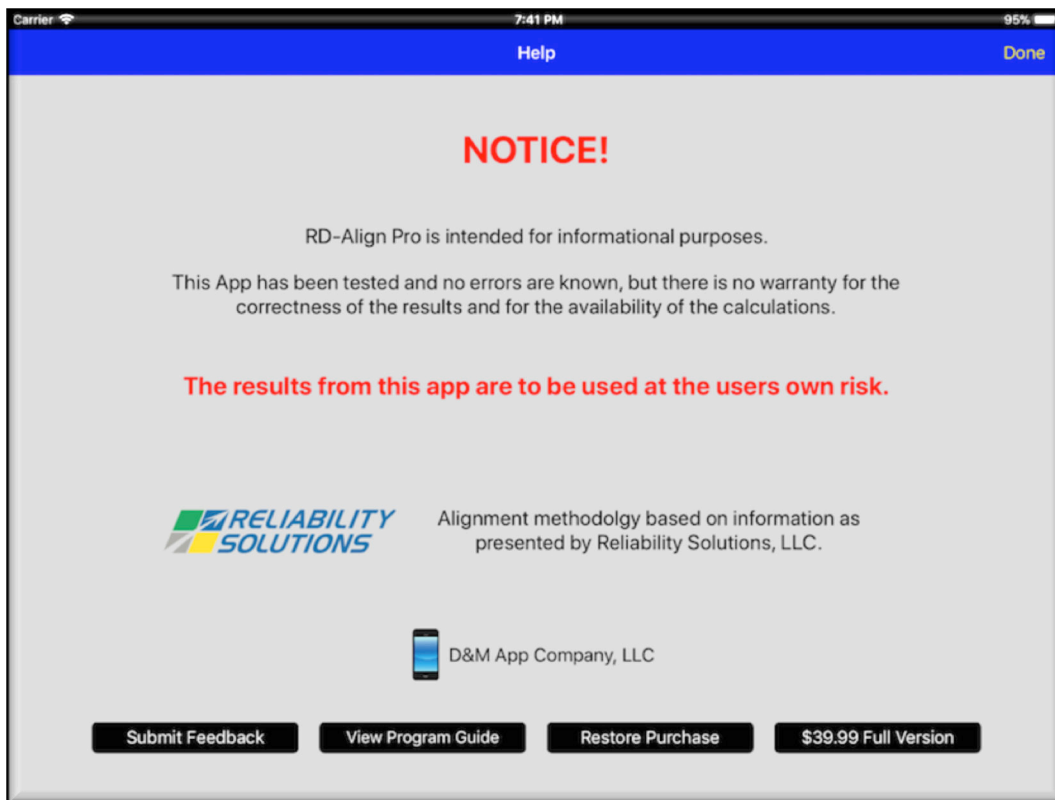 Carrier
7:41 PM
95%
Help
Done
NOTICE!
RD-Align Pro is intended for informational purposes.
This App has been tested and no errors are known, but there is no warranty for the
correctness of the results and for the availability of the calculations.
The results from this app are to be used at the users own risk.
RELIABILITY
SOLUTIONS
Alignment methodolgy based on information as
presented by Reliability Solutions, LLC.
D&M App Company, LLC
Submit Feedback
View Program Guide
Restore Purchase
$39.99 Full Version